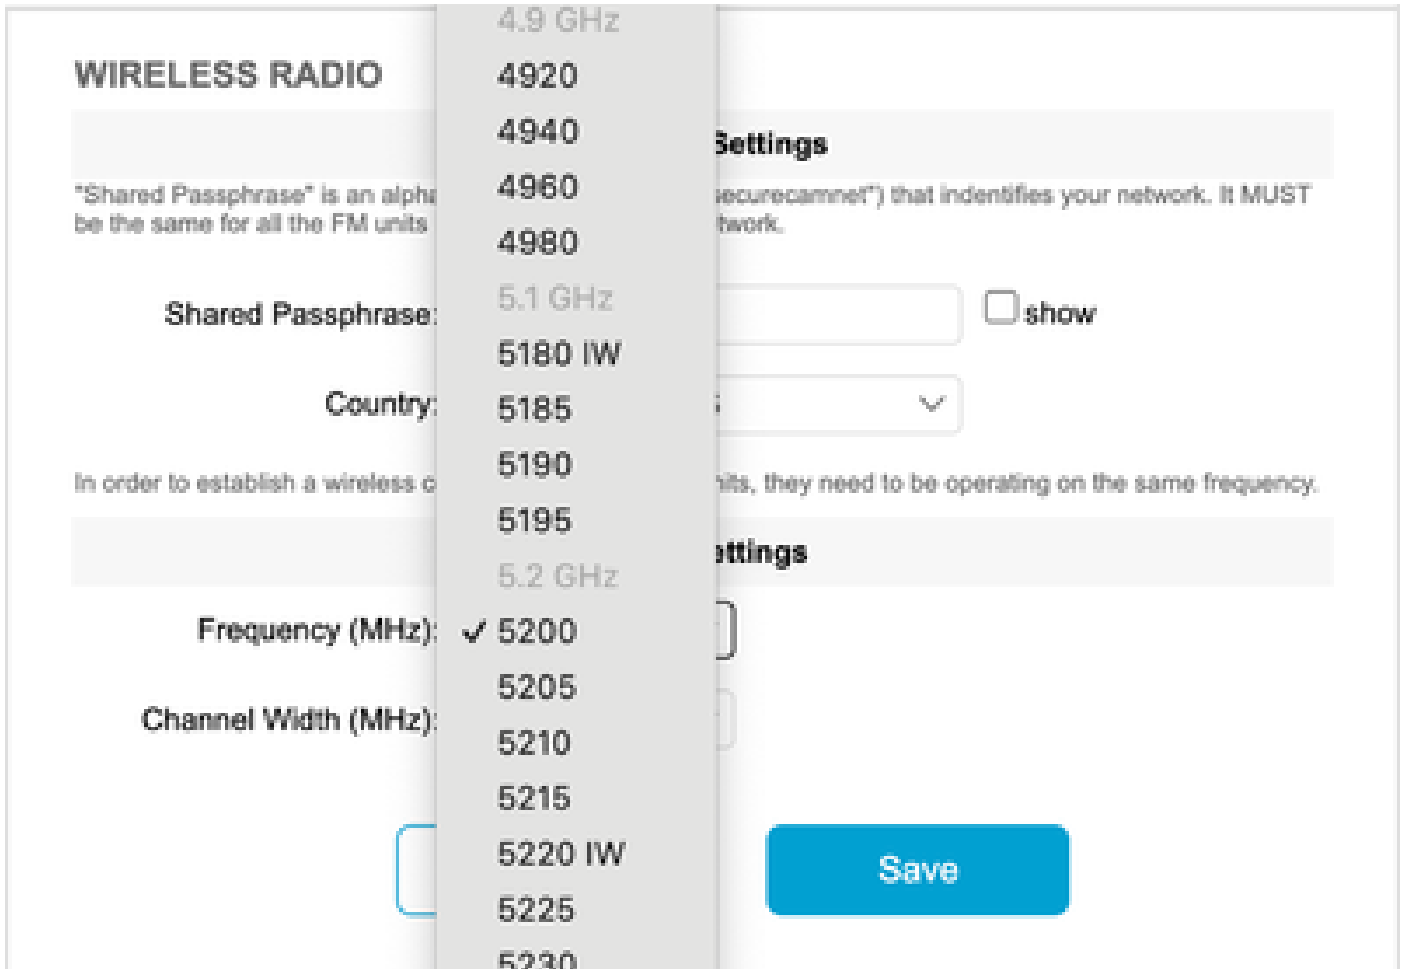 4.9 GHz
WIRELESS RADIO
4920
4940
Settings
4960
"Shared Passphrase" is an alpha
securecamnet") that indentifies your network. It MUST
be the same for all the FM units
twork.
4980
5.1 GHz
Shared Passphrase:
show
5180 IW
Country:
5185
5190
In order to establish a wireless c
nits, they need to be operating on the same frequency.
5195
ettings
5.2 GHz
Frequency (MHz):
✓ 5200
5205
Channel Width (MHz):
5210
5215
5220 IW
Save
5225
5230